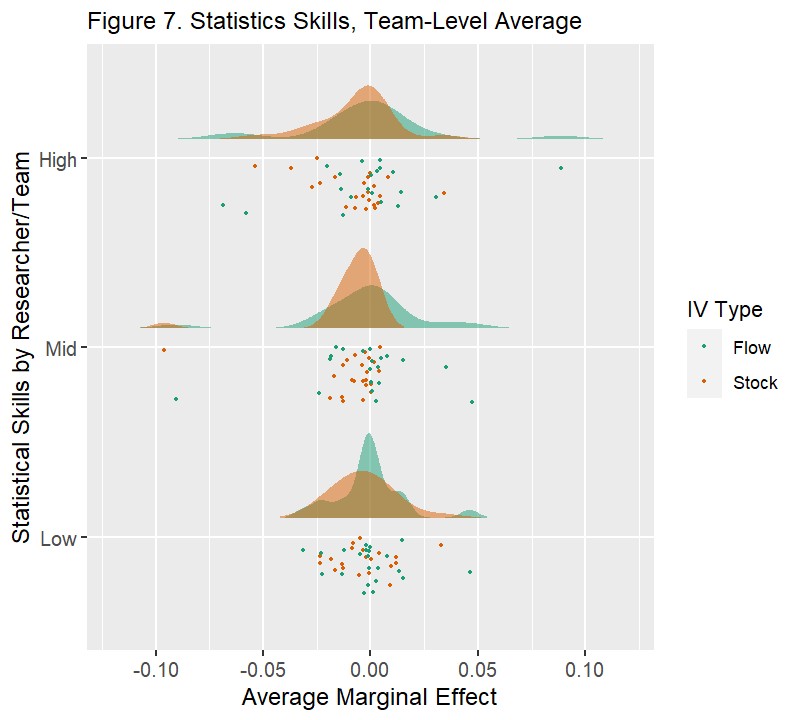 Figure 7. Statistics Skills, Team-Level Average
Statistical Skills by Researcher/Team
High
Mid
Low
-0.10
-0.05
0.00
0.05
0.10
Average Marginal Effect
IV Type
Flow
Stock